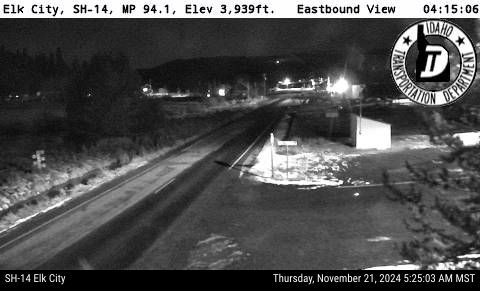 Elk City, SH-14, MP 94.1, Elev 3,939ft. Eastbound View 04:15:06
IDAHO
TRANSPORTATION DEPARTMENT
SH-14 Elk City Thursday, November 21, 2024 5:25:03 AM MST